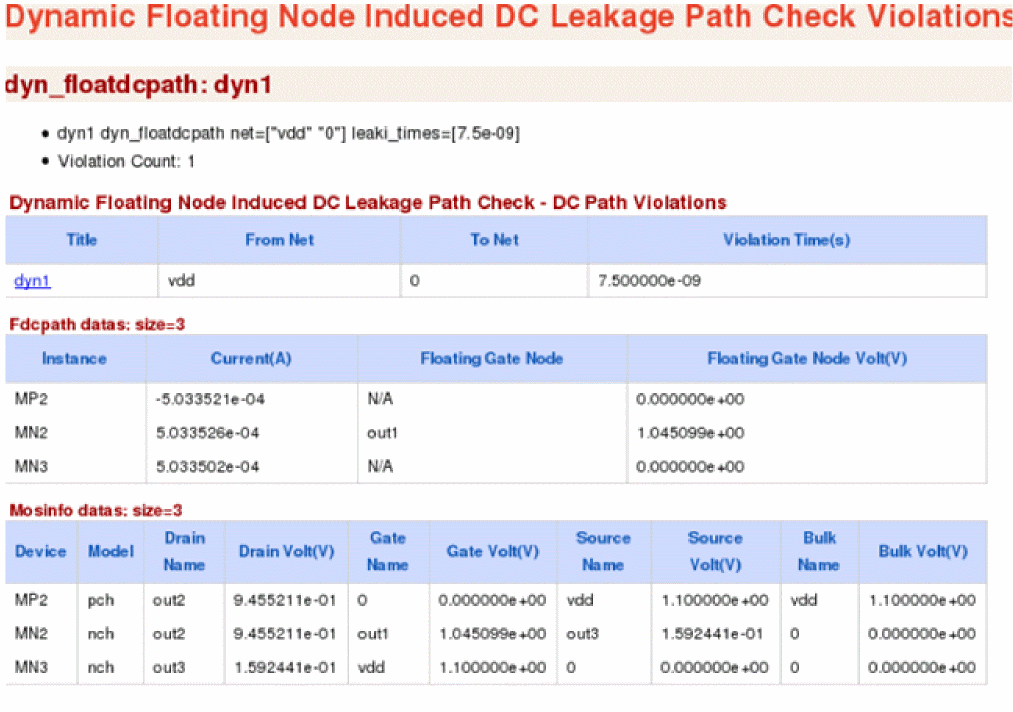 Dynamic Floating Node Induced DC Leakage Path Check Violations
dyn_floatdcpath: dyn1
• dyn1 dyn_floatdcpath net=["vdd" "0"] leaki_times=[7.5e-09]
• Violation Count: 1
Dynamic Floating Node Induced DC Leakage Path Check - DC Path Violations
Title From Net To Net Violation Time(s)
dyn1 vdd 0 7.500000e-09
Fdcpath datas: size=3
Instance Current(A) Floating Gate Node Floating Gate Node Volt(V)
MP2 -5.033521e-04 N/A 0.000000e+00
MN2 5.033526e-04 out1 1.045099e+00
MN3 5.033502e-04 N/A 0.000000e+00
Mosinfo datas: size=3
Device Model Drain Name Drain Volt(V) Gate Name Gate Volt(V) Source Name Source Volt(V) Bulk Name Bulk Volt(V)
MP2 pch out2 9.455211e-01 0 0.000000e+00 vdd 1.100000e+00 vdd 1.100000e+00
MN2 nch out2 9.455211e-01 out1 1.045099e+00 out3 1.592441e-01 0 0.000000e+00
MN3 nch out3 1.592441e-01 vdd 1.100000e+00 0 0.000000e+00 0 0.000000e+00